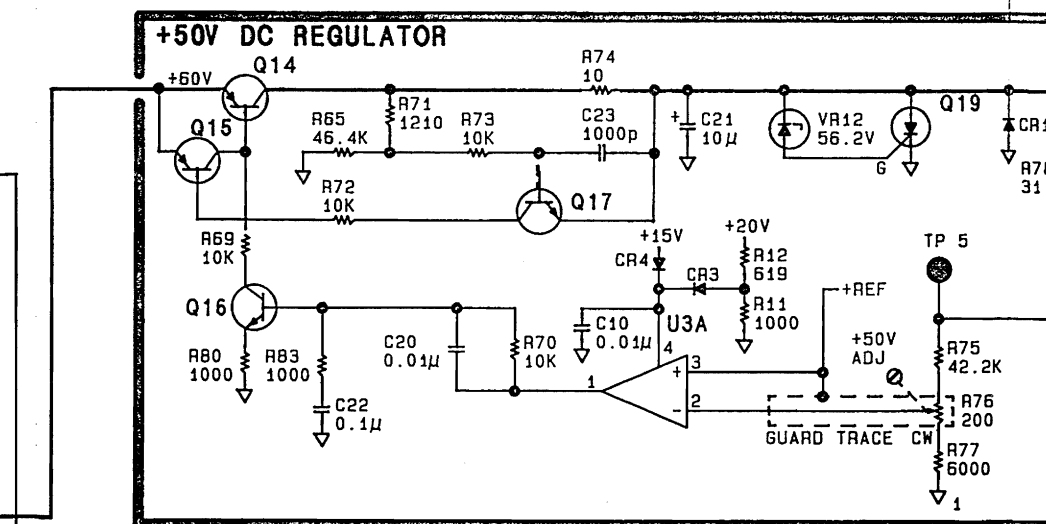 +50V DC REGULATOR
+60V
Q14
R74
10
Q15
R71
1210
R65
46.4K
R73
10K
C23
1000p
+
C21
10µ
VR12
56.2V
Q19
G
R72
10K
Q17
R69
10K
+15V
CR4
+20V
R12
619
CR3
R11
1000
TP 5
+REF
Q16
C10
0.01µ
U3A
4
+50V
ADJ
R80
1000
R83
1000
C20
0.01µ
R70
10K
1
+
3
-
2
R75
42.2K
R76
200
C22
0.1µ
GUARD TRACE CW
R77
6000
1